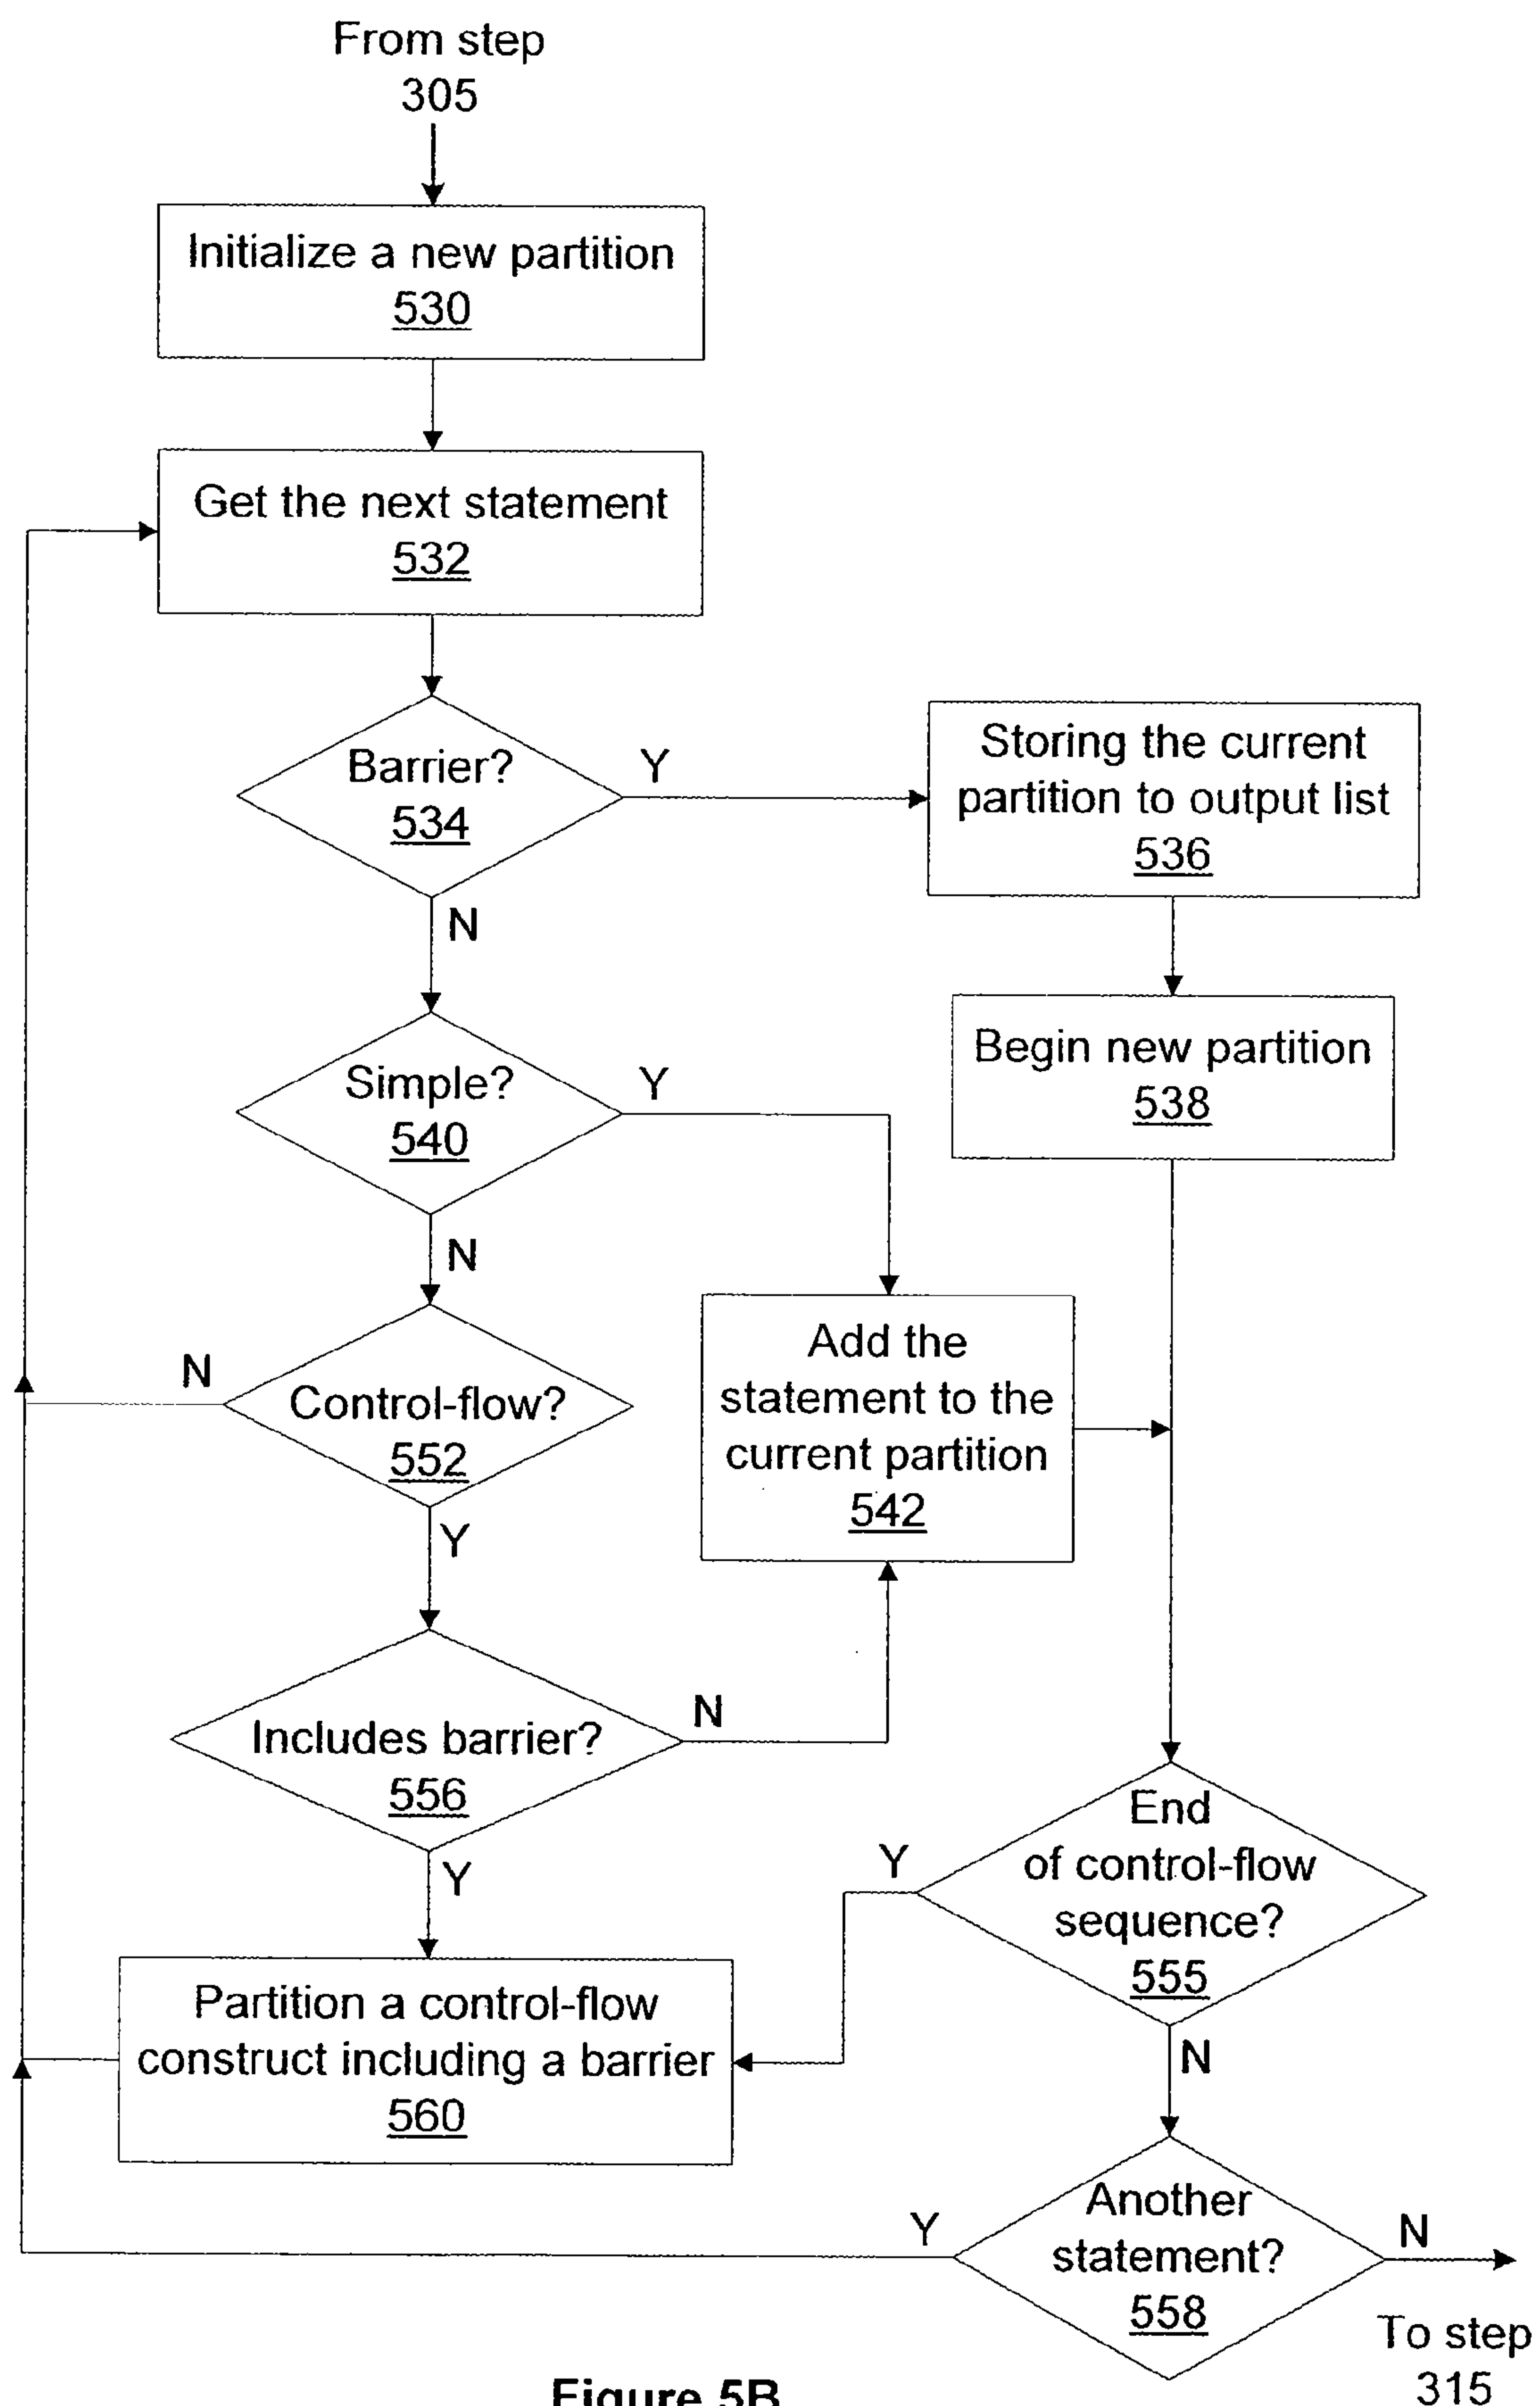 From step
305
Initialize a new partition
530
Get the next statement
532
Barrier?
534
Y
Storing the current
partition to output list
536
N
Begin new partition
538
Simple?
540
Y
N
Add the
statement to the
current partition
542
N
Control-flow?
552
Y
Includes barrier?
556
N
Y
End
of control-flow
sequence?
555
Y
N
Partition a control-flow
construct including a barrier
560
Another
statement?
558
Y
N
To step
315
Figure 5B